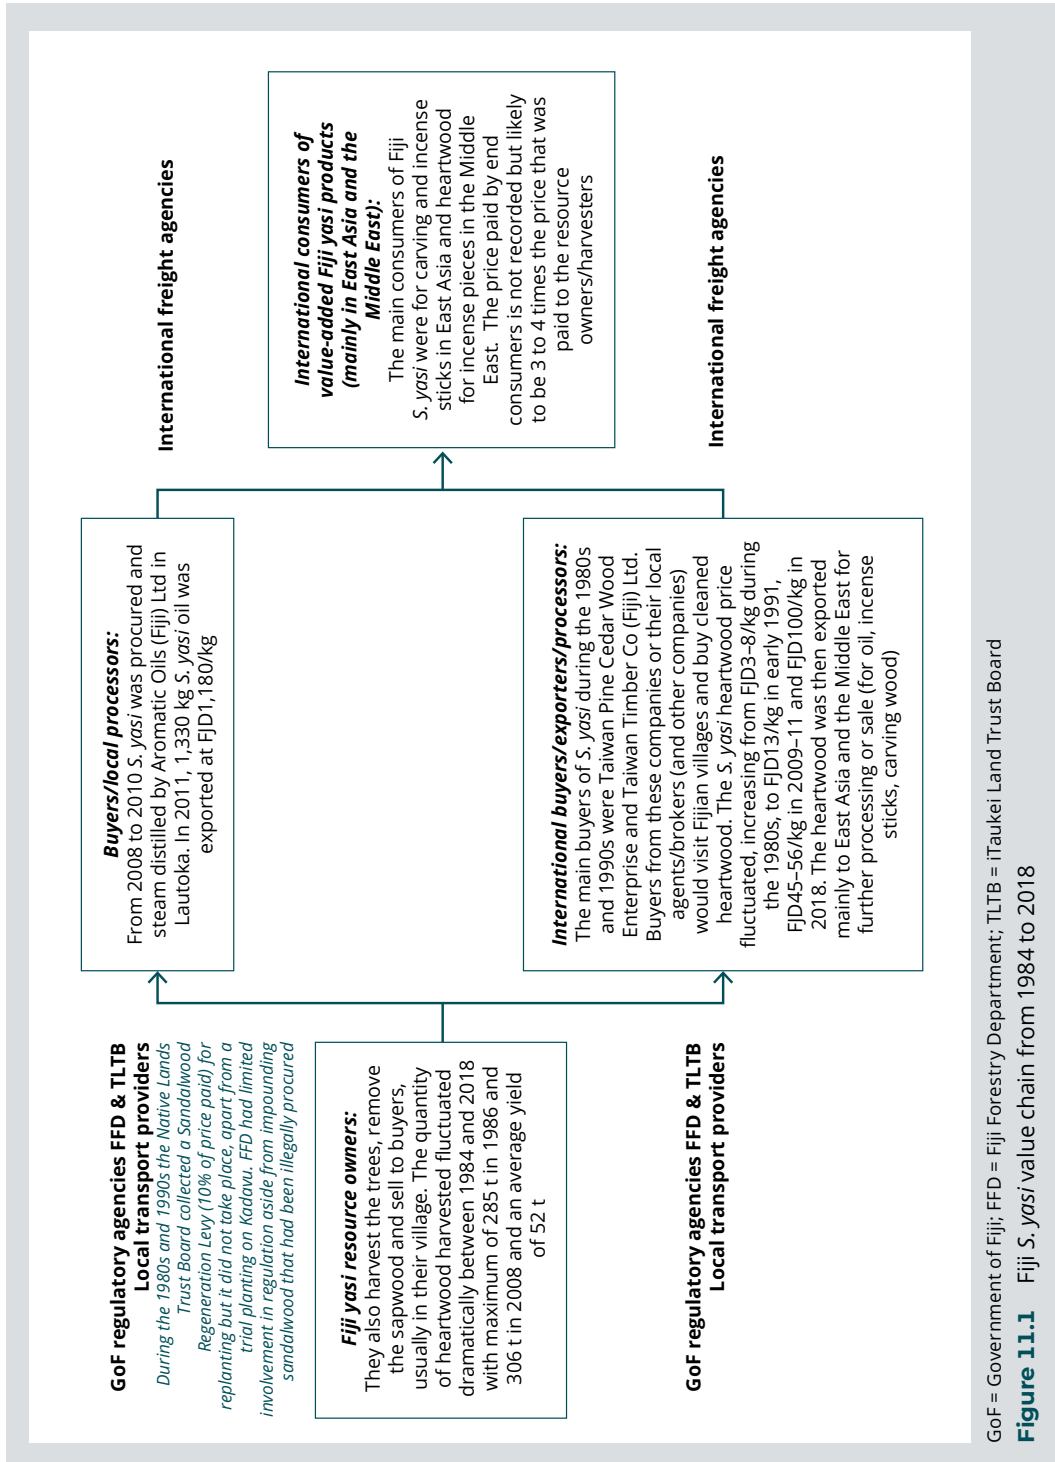 GoF regulatory agencies FFD & TLTB
Local transport providers
During the 1980s and 1990s the Native Lands
Trust Board collected a Sandalwood
Regeneration Levy (10% of price paid) for
replanting but it did not take place, apart from a
trial planting on Kadavu. FFD had limited
involvement in regulation aside from impounding
sandalwood that had been illegally procured
Fiji yasi resource owners:
They also harvest the trees, remove
the sapwood and sell to buyers,
usually in their village. The quantity
of heartwood harvested fluctuated
dramatically between 1984 and 2018
with maximum of 285 t in 1986 and
306 t in 2008 and an average yield
of 52 t
GoF regulatory agencies FFD & TLTB
Local transport providers
Buyers/local processors:
From 2008 to 2010 S. yasi was procured and
steam distilled by Aromatic Oils (Fiji) Ltd in
Lautoka. In 2011, 1,330 kg S. yasi oil was
exported at FJD1,180/kg
International buyers/exporters/processors:
The main buyers of S. yasi during the 1980s
and 1990s were Taiwan Pine Cedar Wood
Enterprise and Taiwan Timber Co (Fiji) Ltd.
Buyers from these companies or their local
agents/brokers (and other companies)
would visit Fijian villages and buy cleaned
heartwood. The S. yasi heartwood price
fluctuated, increasing from FJD3–8/kg during
the 1980s, to FJD13/kg in early 1991,
FJD45–56/kg in 2009–11 and FJD100/kg in
2018. The heartwood was then exported
mainly to East Asia and the Middle East for
further processing or sale (for oil, incense
sticks, carving wood)
International freight agencies
International consumers of
value-added Fiji yasi products
(mainly in East Asia and the
Middle East):
The main consumers of Fiji
S. yasi were for carving and incense
sticks in East Asia and heartwood
for incense pieces in the Middle
East. The price paid by end
consumers is not recorded but likely
to be 3 to 4 times the price that was
paid to the resource
owners/harvesters
International freight agencies
GoF = Government of Fiji; FFD = Fiji Forestry Department; TLTB = iTaukei Land Trust Board
Figure 11.1 Fiji S. yasi value chain from 1984 to 2018